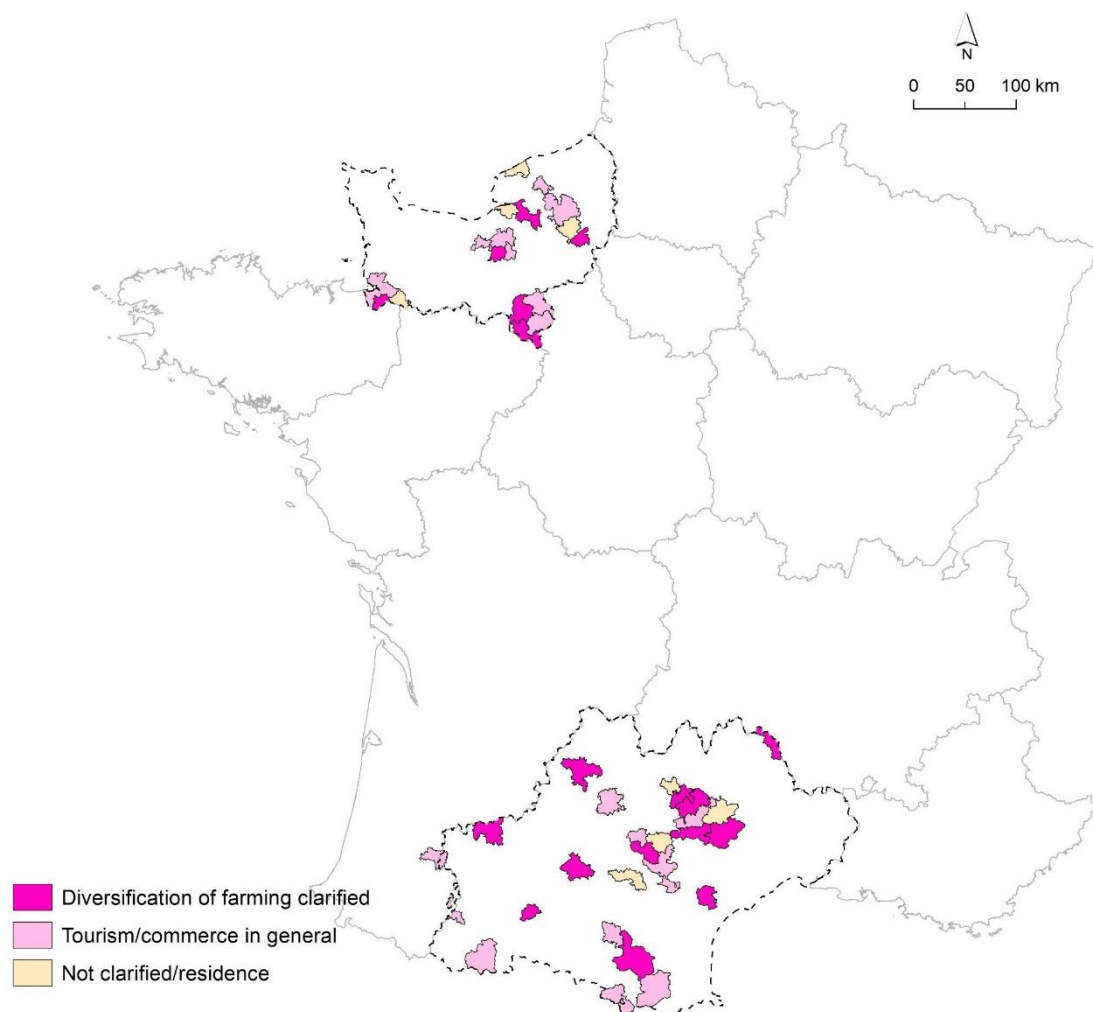 N
0 50 100 km
Diversification of farming clarified
Tourism/commerce in general
Not clarified/residence